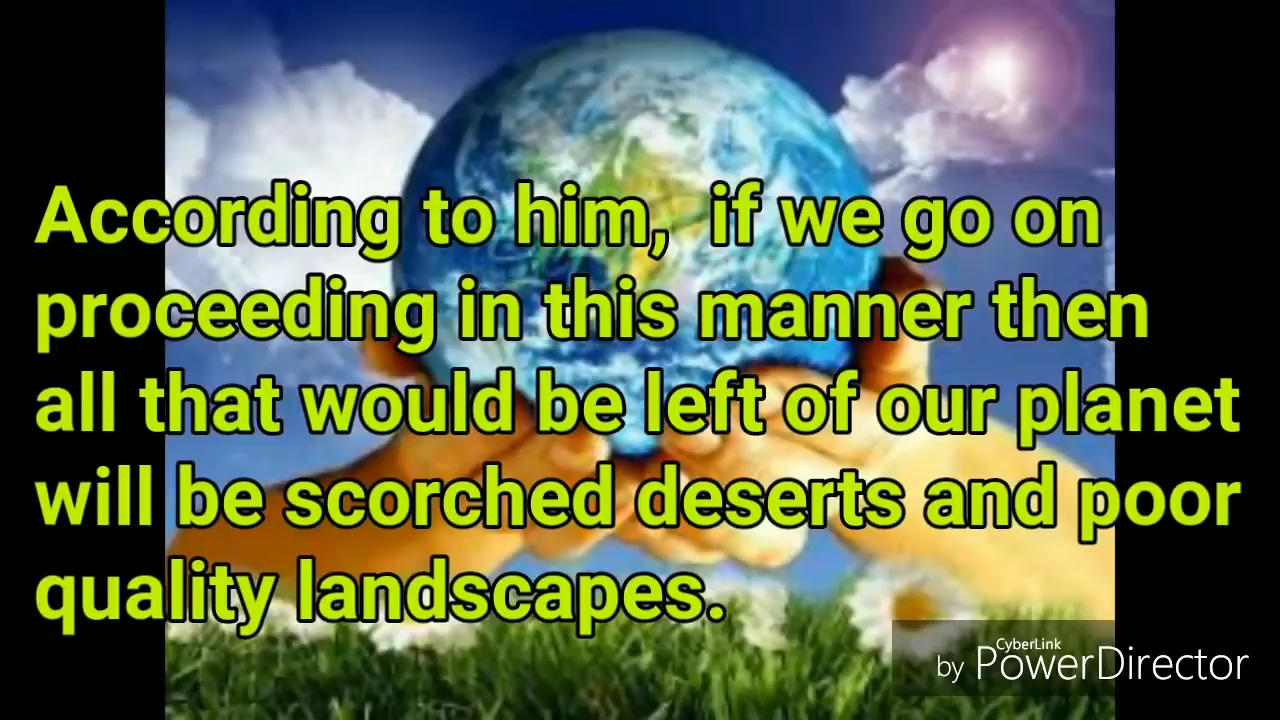 According to him, if we go on
proceeding in this manner then
all that would be left of our planet
will be scorched deserts and poor
quality landscapes.
CyberLink
by PowerDirector